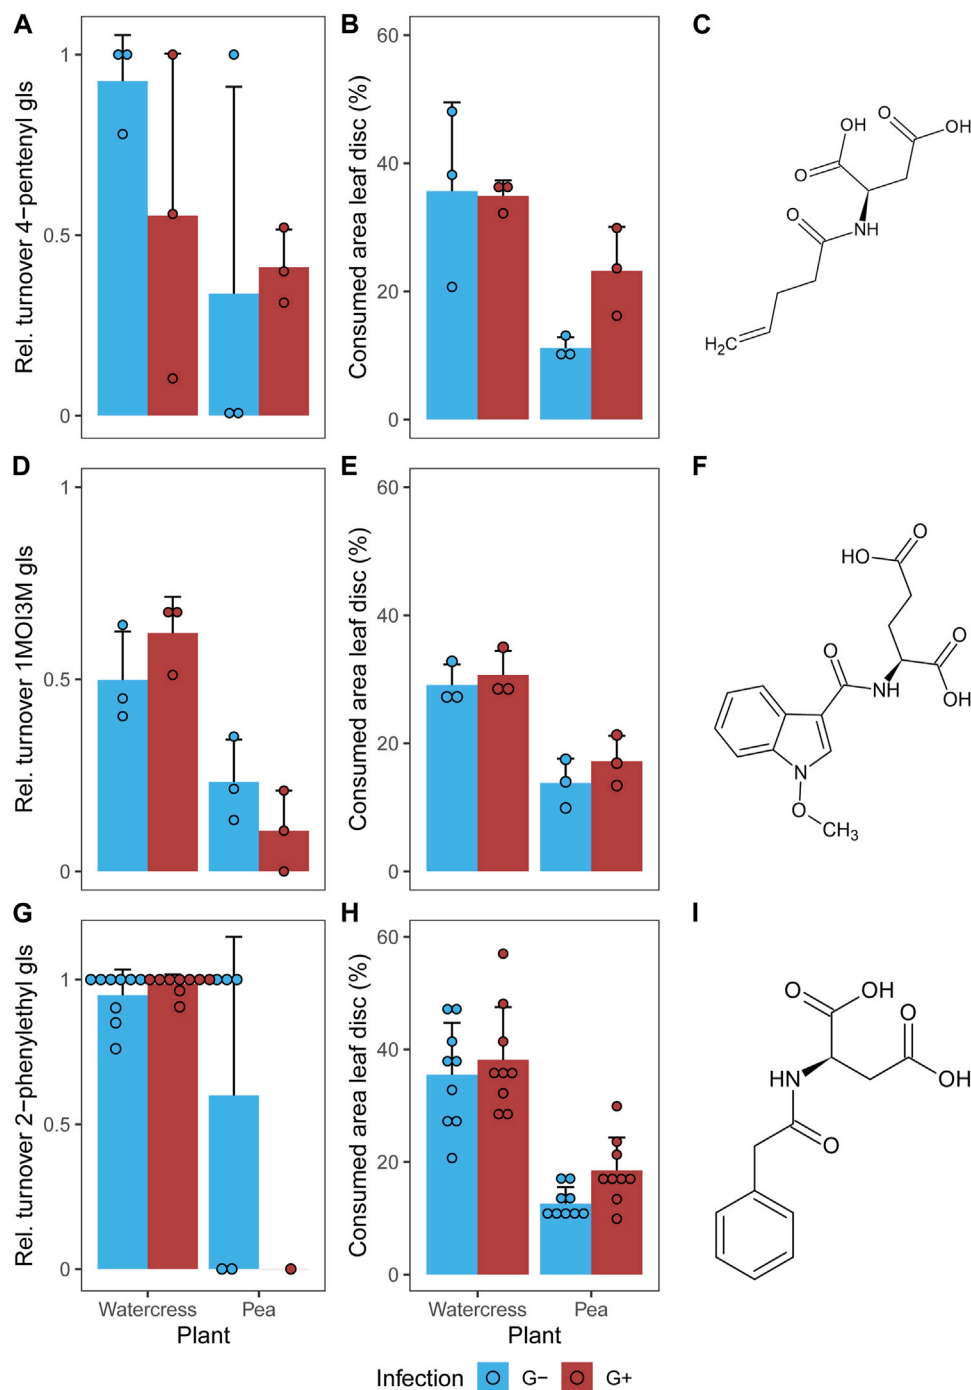 A
Rel. turnover 4−pentenyl gls
1
0.5
0
B
Consumed area leaf disc (%)
60
40
20
0
C
OH
O
O
OH
O
NH
H2C
D
Rel. turnover 1MOI3M gls
1
0.5
0
E
Consumed area leaf disc (%)
60
40
20
0
F
O
HO
O
O
NH
OH
N
O
CH3
G
Rel. turnover 2−phenylethyl gls
1
0.5
0
Watercress Pea
Plant
H
Consumed area leaf disc (%)
60
40
20
0
Watercress Pea
Plant
I
O
OH
O
HN
OH
O
Infection G− G+